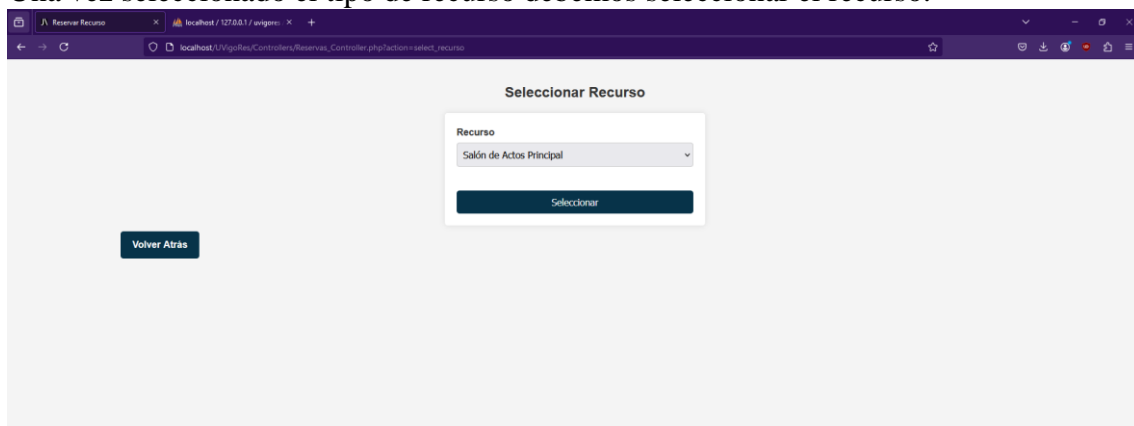 Una vez seleccionado el tipo de recurso debemos seleccionar el recurso.
Reservar Recurso
localhost / 127.0.0.1 / uvigores
localhost/UVigoRes/Controllers/Reservas_Controller.php?action=select_recurso
Seleccionar Recurso
Recurso
Salón de Actos Principal
Seleccionar
Volver Atrás